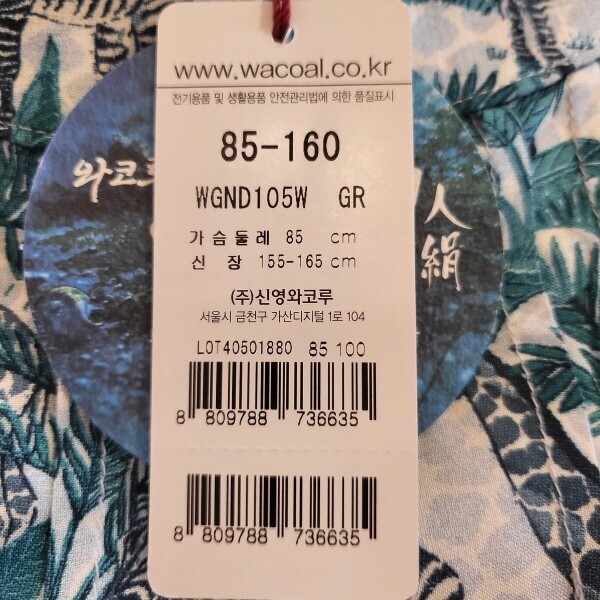 www.wacoal.co.kr
전기용품 및 생활용품 안전관리법에 의한 품질표시
85-160
WGND105W GR
가슴둘레 85 cm
신 장 155-165 cm
(주)신영와코루
서울시 금천구 가산디지털 1로 104
LOT40501880 85 100
8 809788 736635
8 809788 736635
와코
人
絹